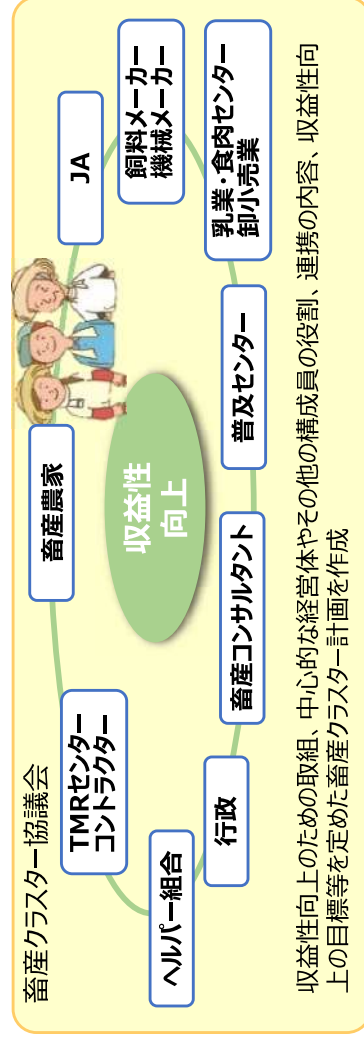 畜産クラスター協議会
畜産農家
JA
飼料メーカー
機械メーカー
乳業・食肉センター
卸小売業
普及センター
畜産コンサルタント
行政
ヘルパー組合
TMRセンター
コントラクター
収益性
向上
収益性向上のための取組、中心的な経営体やその他の構成員の役割、連携の内容、収益性向
上の目標等を定めた畜産クラスター計画を作成